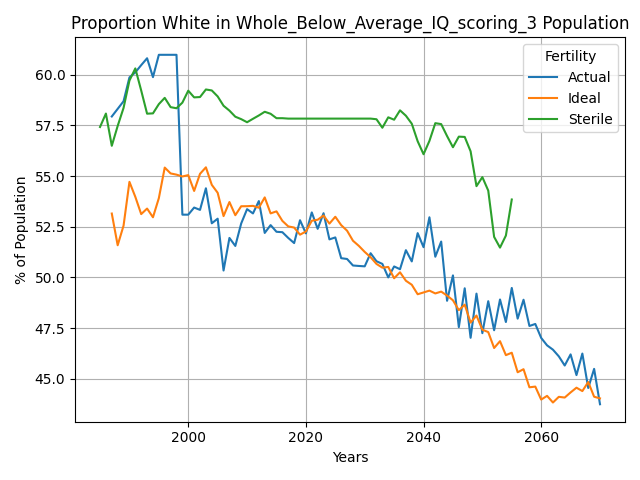 Proportion White in Whole_Below_Average_IQ_scoring_3 Population
Fertility
Actual
Ideal
Sterile
60.0
57.5
55.0
52.5
50.0
47.5
45.0
% of Population
2000
2020
2040
2060
Years